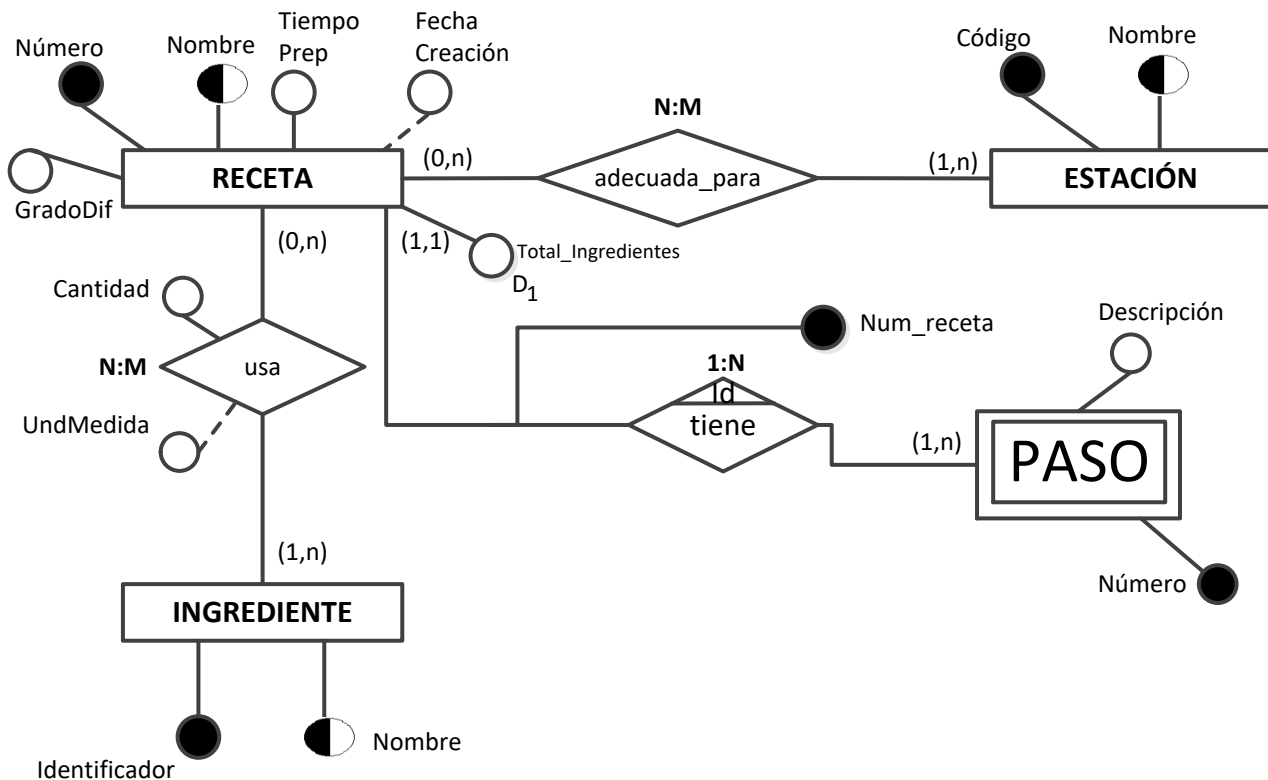 Número
Nombre
Tiempo
Prep
Fecha
Creación
Código
Nombre
N:M
RECETA
(0,n)
adecuada_para
(1,n)
ESTACIÓN
GradoDif
(0,n)
(1,1)
Total_Ingredientes
D1
Cantidad
Num_receta
Descripción
N:M
usa
1:N
Id
tiene
UndMedida
(1,n)
PASO
(1,n)
Número
INGREDIENTE
Nombre
Identificador